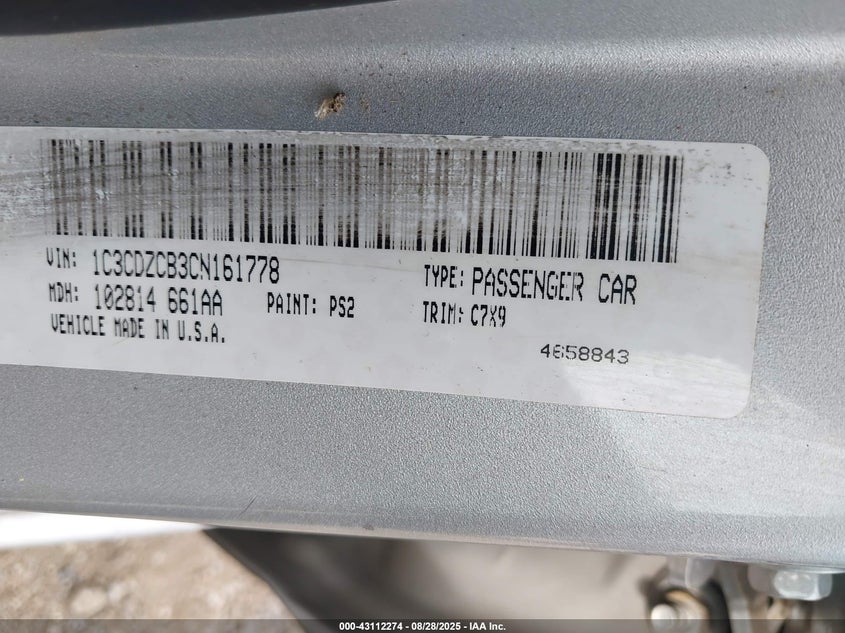 VIN: 1C3CDZCB3CN161778 TYPE: PASSENGER CAR
MDH: 102814 661AA PAINT: PS2 TRIM: C7X9
VEHICLE MADE IN U.S.A.
4658843
000-43112274 - 08/28/2025 - IAA Inc.